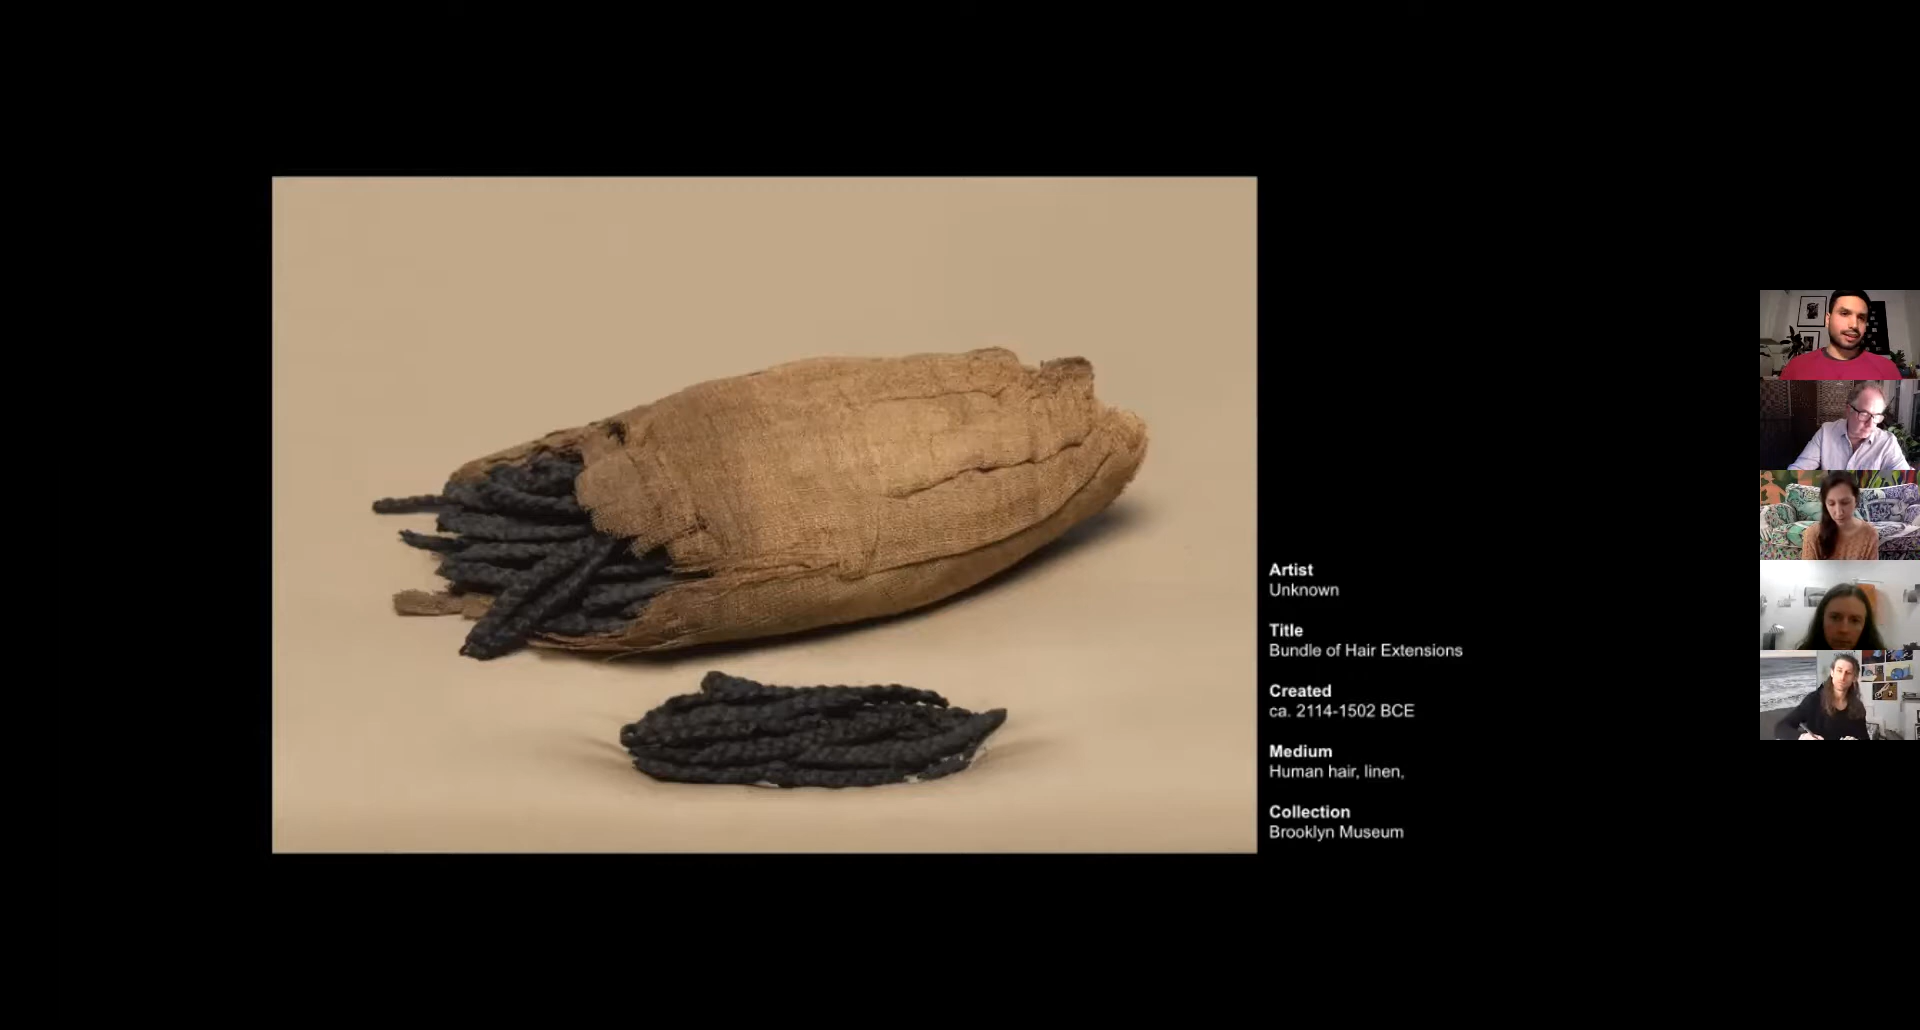 Artist
Unknown
Title
Bundle of Hair Extensions
Created
ca. 2114-1502 BCE
Medium
Human hair, linen,
Collection
Brooklyn Museum